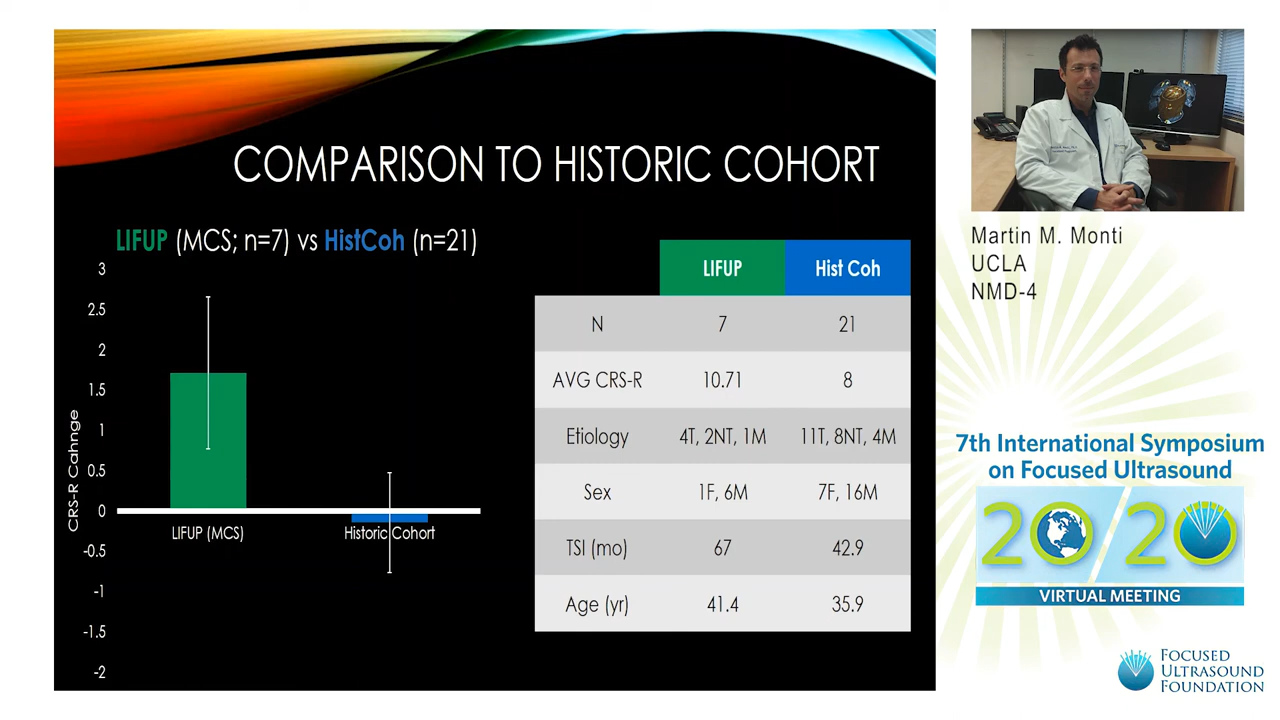 COMPARISON TO HISTORIC COHORT
LIFUP (MCS; n=7) vs HistCoh (n=21)
3
2.5
2
1.5
1
0.5
0
-0.5
-1
-1.5
-2
CRS-R Cahnge
LIFUP (MCS)
Historic Cohort
LIFUP Hist Coh
N 7 21
AVG CRS-R 10.71 8
Etiology 4T, 2NT, 1M 11T, 8NT, 4M
Sex 1F, 6M 7F, 16M
TSI (mo) 67 42.9
Age (yr) 41.4 35.9
Martin M. Monti
UCLA
NMD-4
7th International Symposium
on Focused Ultrasound
20/20
VIRTUAL MEETING
FOCUSED
ULTRASOUND
FOUNDATION